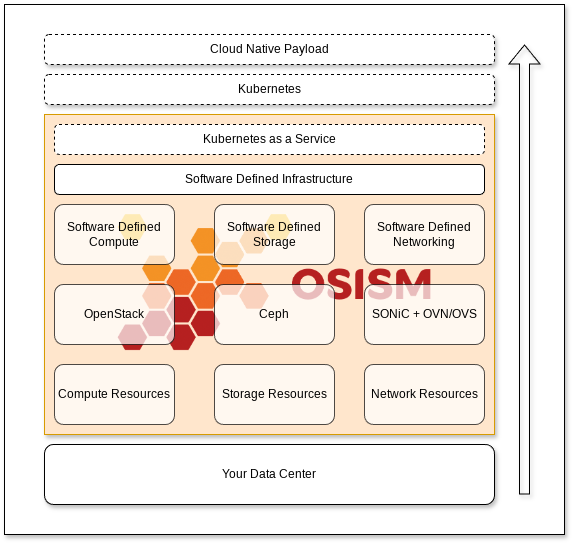 Cloud Native Payload
Kubernetes
Kubernetes as a Service
Software Defined Infrastructure
Software Defined
Compute
Software Defined
Storage
Software Defined
Networking
OSISM
OpenStack
Ceph
SONiC + OVN/OVS
Compute Resources
Storage Resources
Network Resources
Your Data Center